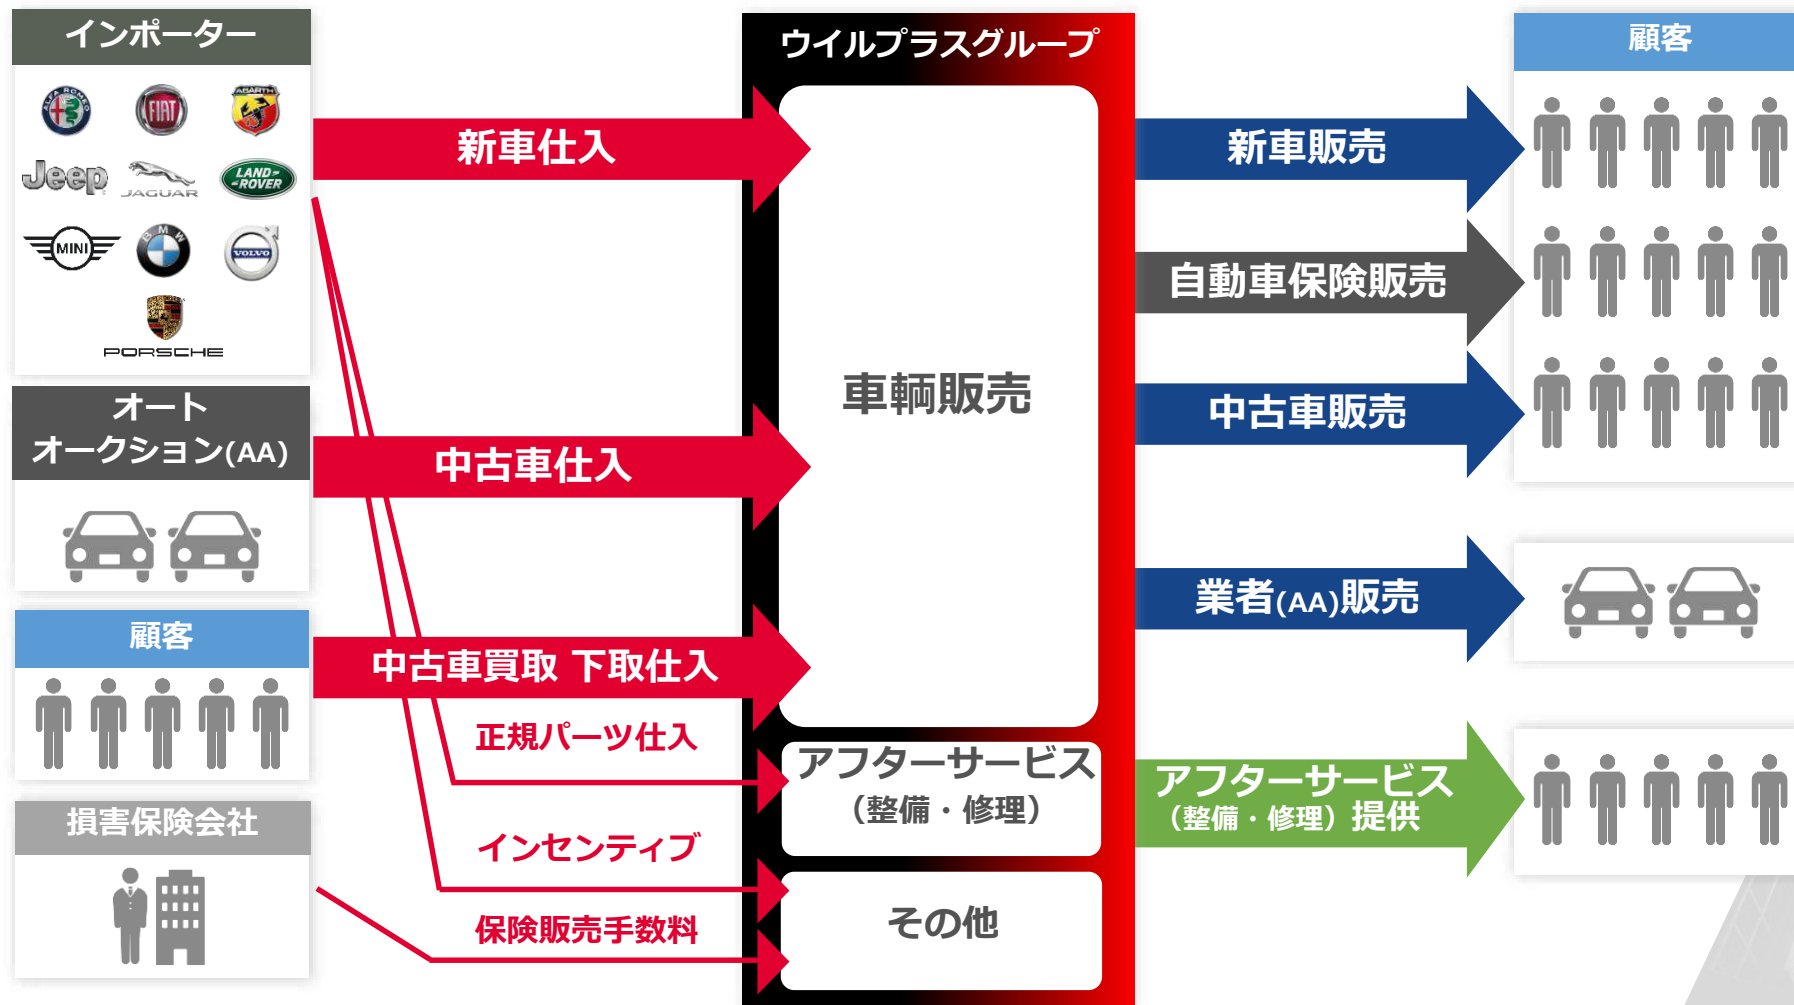 インポーター
ALFA ROMEO
FIAT
ABARTH
Jeep
JAGUAR
LAND-
-ROVER
MINI
BMW
VOLVO
PORSCHE
オート
オークション(AA)
顧客
損害保険会社
新車仕入
中古車仕入
中古車買取 下取仕入
正規パーツ仕入
インセンティブ
保険販売手数料
ウイルプラスグループ
車輌販売
アフターサービス
（整備・修理）
その他
新車販売
自動車保険販売
中古車販売
業者(AA)販売
アフターサービス
（整備・修理）提供
顧客